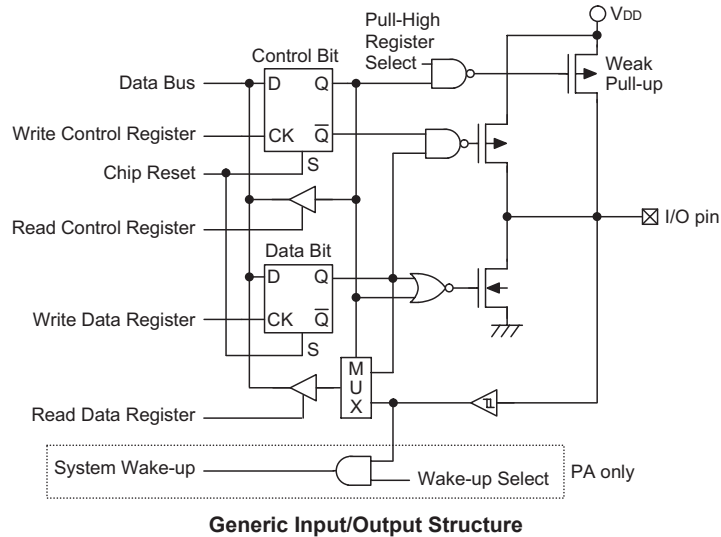 VDD
Pull-High
Register
Select
Weak
Pull-up
Control Bit
Data Bus
D
Q
Write Control Register
CK
Q
S
Chip Reset
Read Control Register
I/O pin
Data Bit
D
Q
Write Data Register
CK
Q
S
M
U
X
Read Data Register
System Wake-up
Wake-up Select
PA only
Generic Input/Output Structure